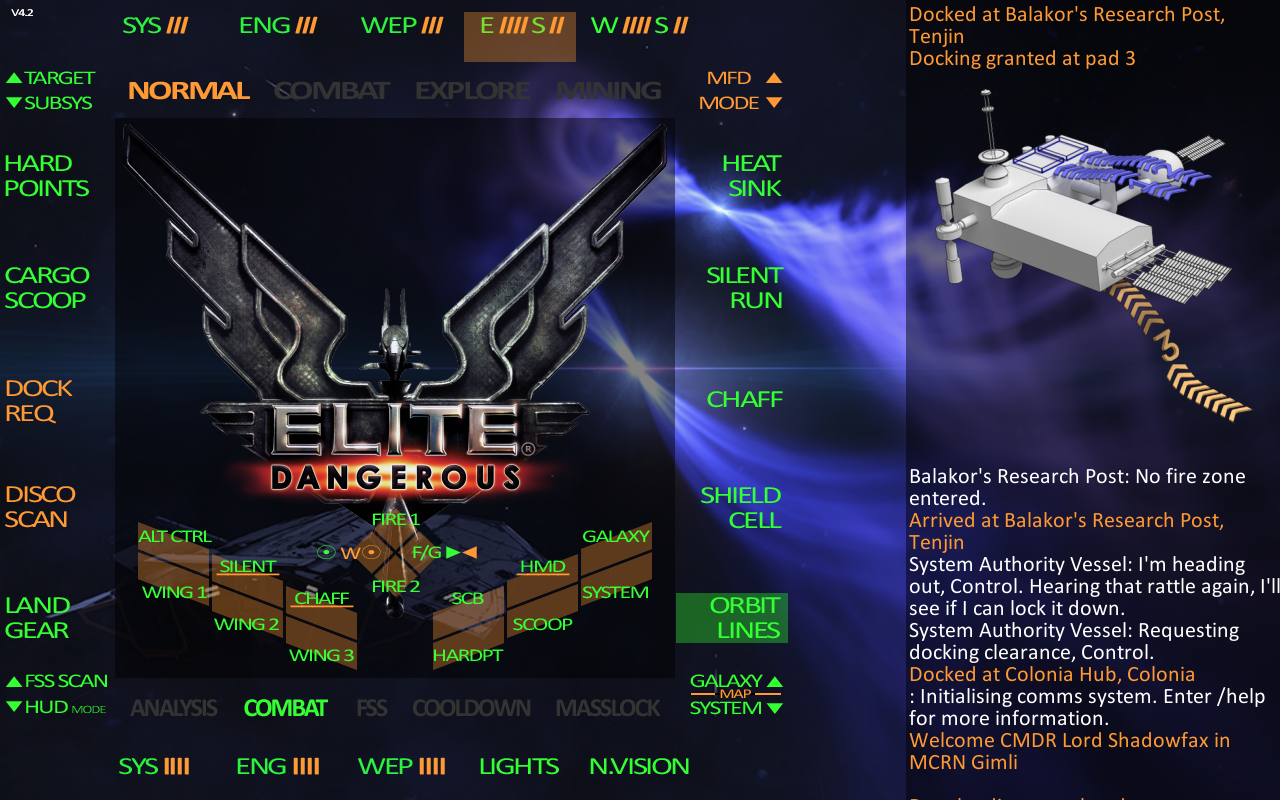 V4.2
SYS //// ENG /// WEP /// E //// S // W //// S //
▲TARGET
▼SUBSYS
NORMAL COMBAT EXPLORE MINING
MFD ▲
MODE ▼
HARD
POINTS
HEAT
SINK
CARGO
SCOOP
SILENT
RUN
DOCK
REQ
CHAFF
ELITE®
DANGEROUS
DISCO
SCAN
SHIELD
CELL
FIRE 1
ALT CTRL
GALAXY
W
F/G
SILENT
HMD
FIRE 2
WING 1
CHAFF
SCB
SYSTEM
WING 2
SCOOP
WING 3
HARDPT
LAND
GEAR
ORBIT
LINES
▲FSS SCAN
▼HUD MODE
GALAXY ▲
MAP
SYSTEM ▼
ANALYSIS COMBAT FSS COOLDOWN MASSLOCK
SYS IIII ENG IIII WEP IIII LIGHTS N.VISION
Docked at Balakor's Research Post,
Tenjin
Docking granted at pad 3
3
Balakor's Research Post: No fire zone
entered.
Arrived at Balakor's Research Post,
Tenjin
System Authority Vessel: I'm heading
out, Control. Hearing that rattle again, I'll
see if I can lock it down.
System Authority Vessel: Requesting
docking clearance, Control.
Docked at Colonia Hub, Colonia
: Initialising comms system. Enter /help
for more information.
Welcome CMDR Lord Shadowfax in
MCRN Gimli